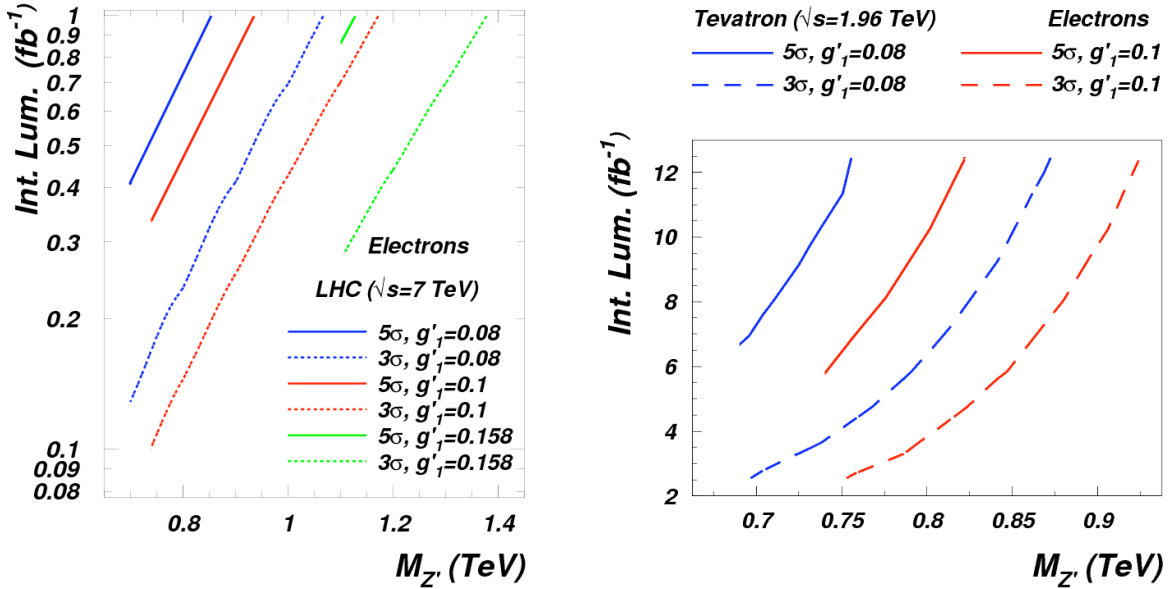 Int. Lum. (fb⁻¹)
1
0.9
0.8
0.7
0.6
0.5
0.4
0.3
0.2
0.1
0.09
0.08
Electrons
LHC (√s=7 TeV)
5σ, g'₁=0.08
3σ, g'₁=0.08
5σ, g'₁=0.1
3σ, g'₁=0.1
5σ, g'₁=0.158
3σ, g'₁=0.158
0.8 1 1.2 1.4
M_Z' (TeV)
Tevatron (√s=1.96 TeV) Electrons
5σ, g'₁=0.08 5σ, g'₁=0.1
3σ, g'₁=0.08 3σ, g'₁=0.1
Int. Lum. (fb⁻¹)
12
10
8
6
4
2
0.7 0.75 0.8 0.85 0.9
M_Z' (TeV)